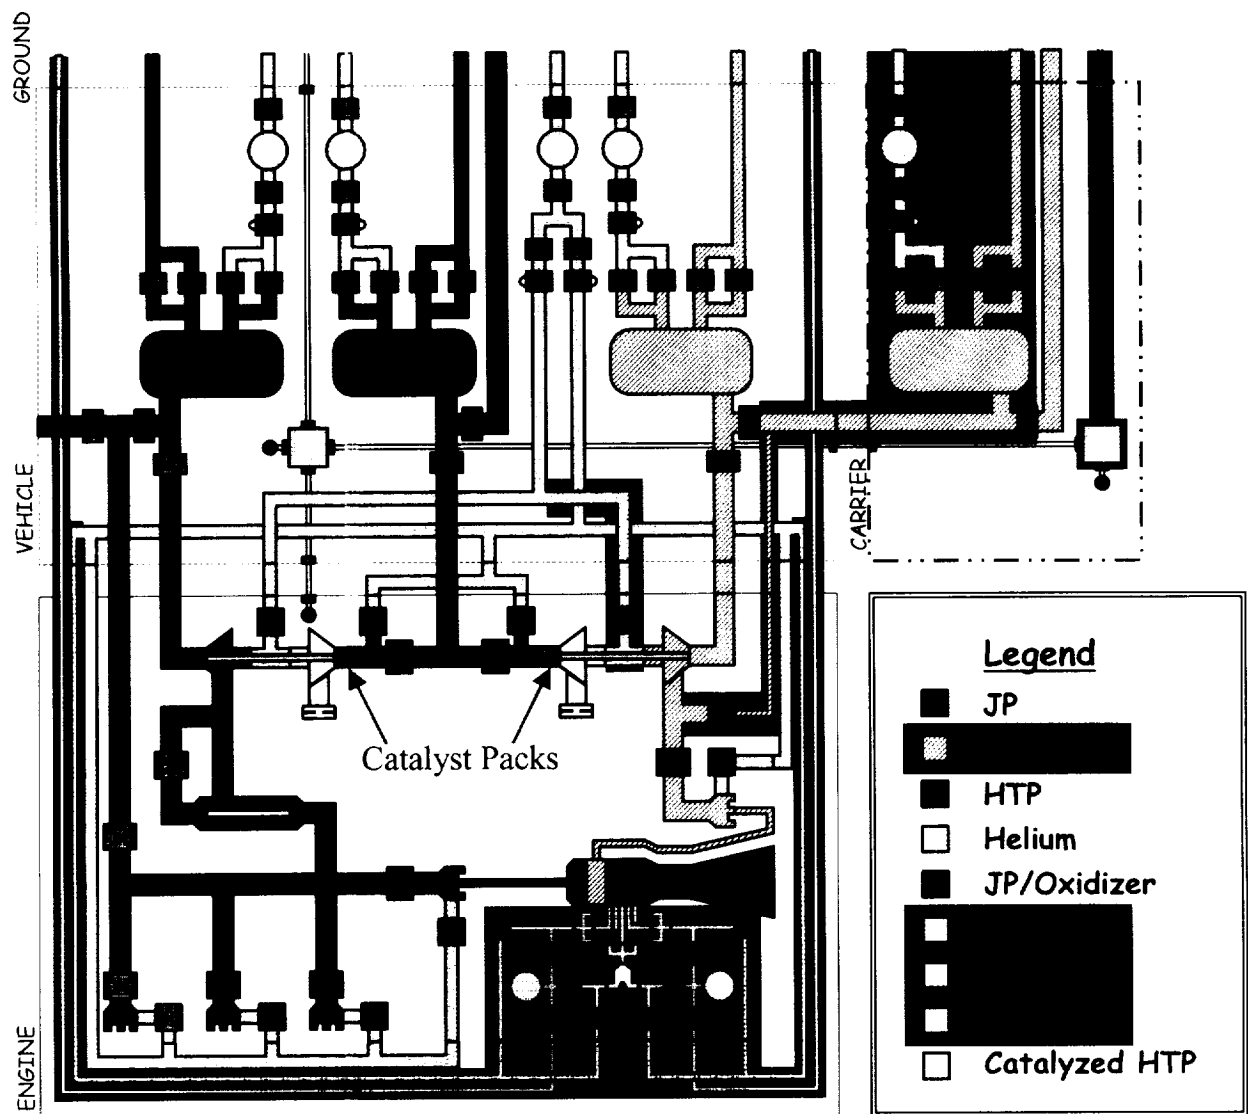 GROUND
VEHICLE
CARRIER
Catalyst Packs
ENGINE
Legend
JP
HTP
Helium
JP/Oxidizer
Catalyzed HTP